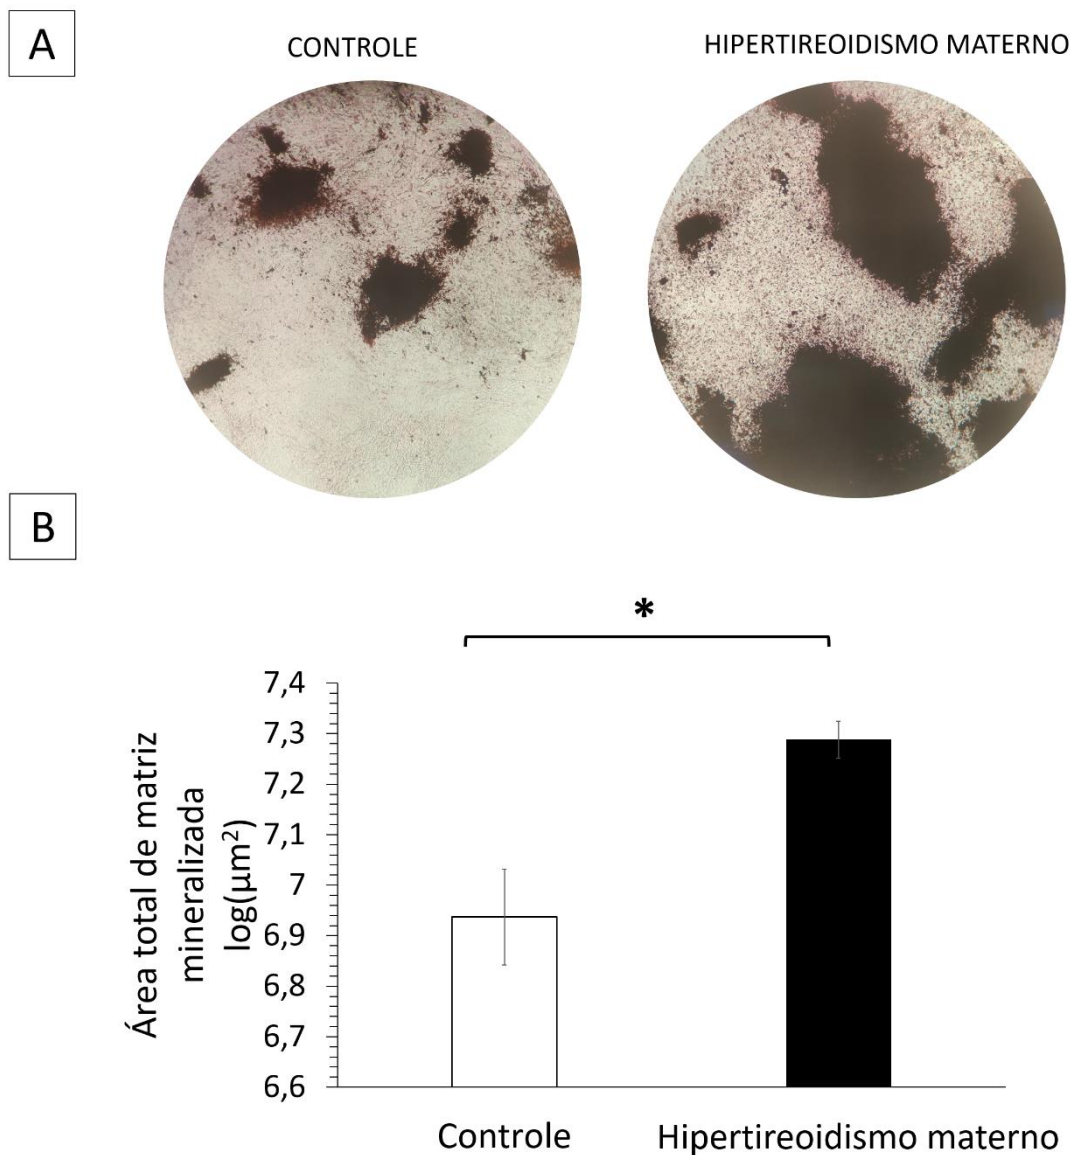 A
CONTROLE
HIPERTIREOIDISMO MATERNO
B
*
Área total de matriz
mineralizada
log(µm²)
7,4
7,3
7,2
7,1
7
6,9
6,8
6,7
6,6
Controle
Hipertireoidismo materno